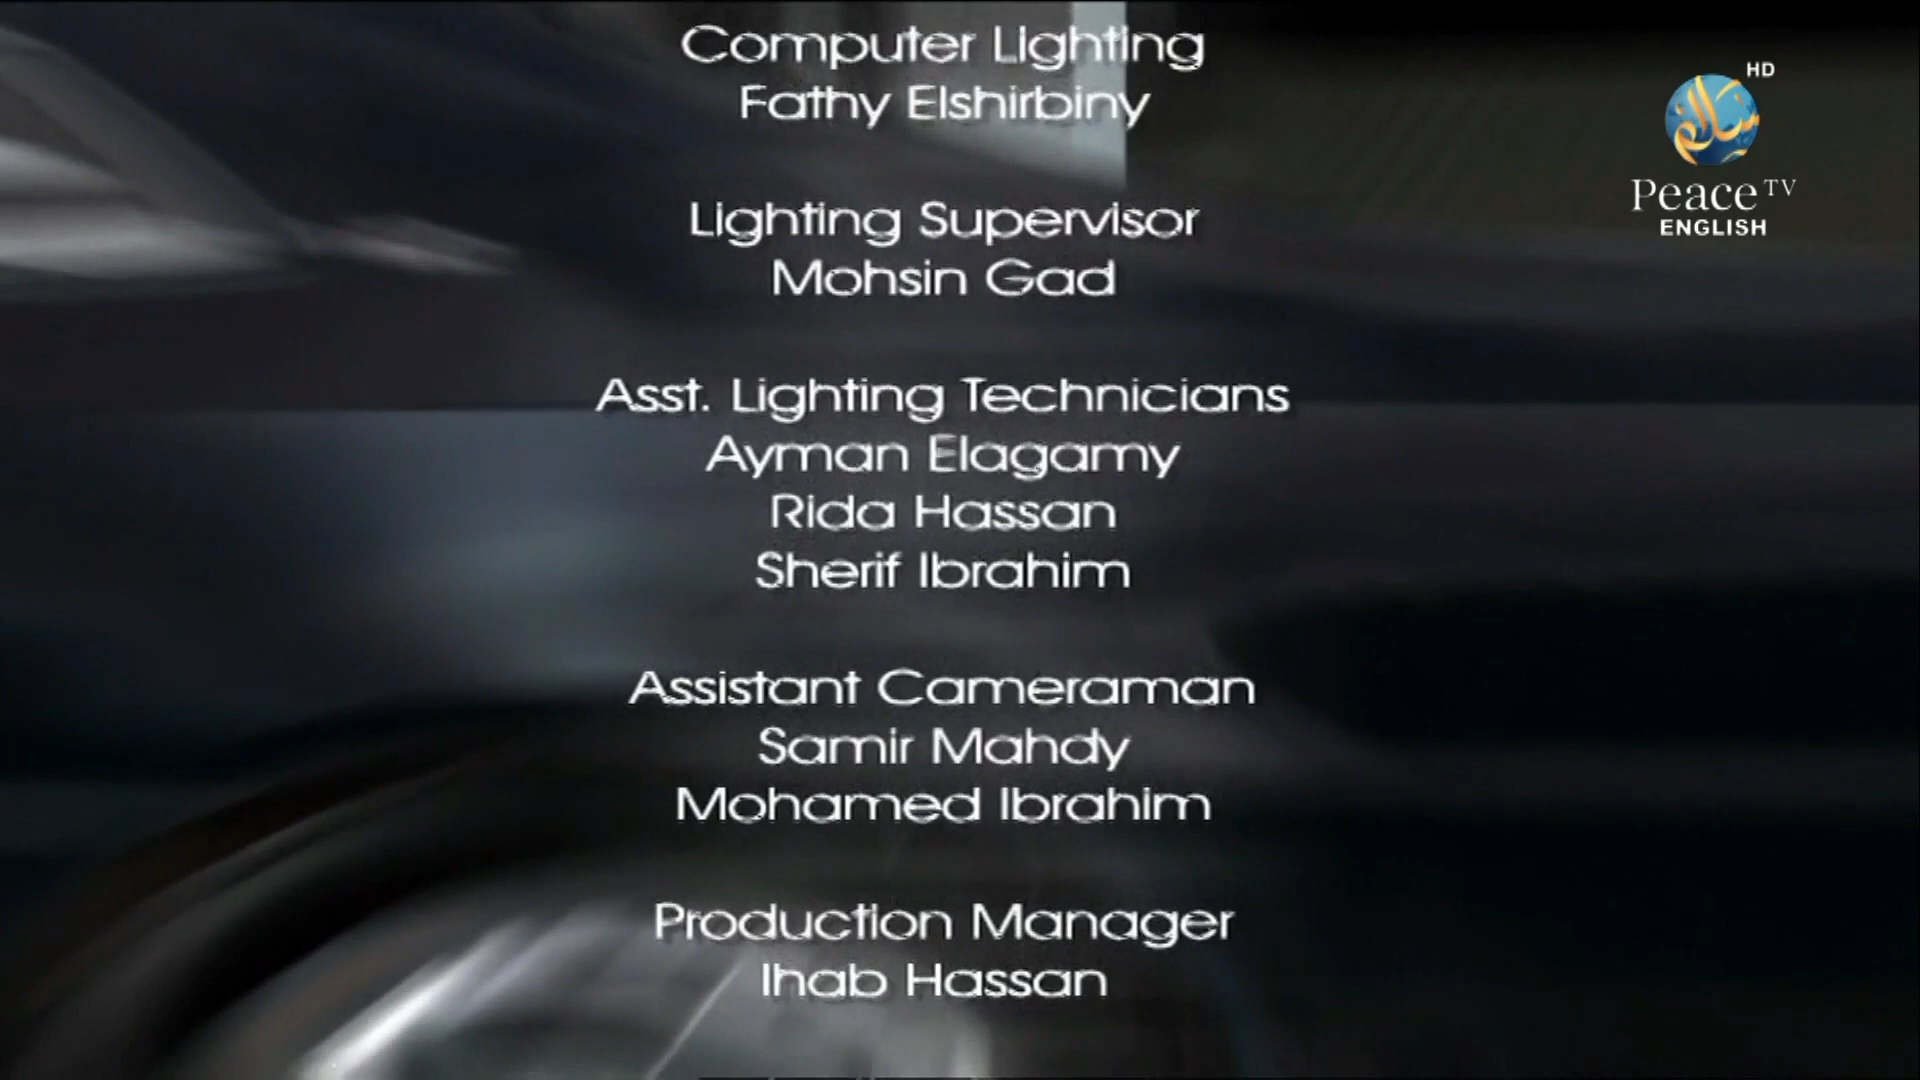 Computer Lighting
Fathy Elshirbiny
Lighting Supervisor
Mohsin Gad
Asst. Lighting Technicians
Ayman Elagamy
Rida Hassan
Sherif Ibrahim
Assistant Cameraman
Samir Mahdy
Mohamed Ibrahim
Production Manager
Ihab Hassan
HD
سلام
Peace TV
ENGLISH